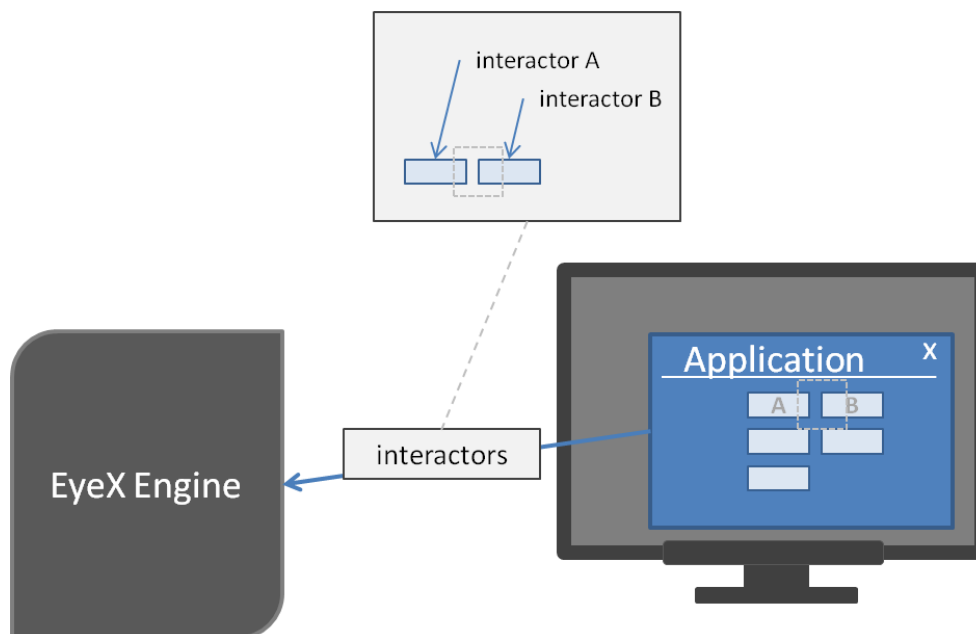 interactor A
interactor B
Application
X
A
B
interactors
EyeX Engine